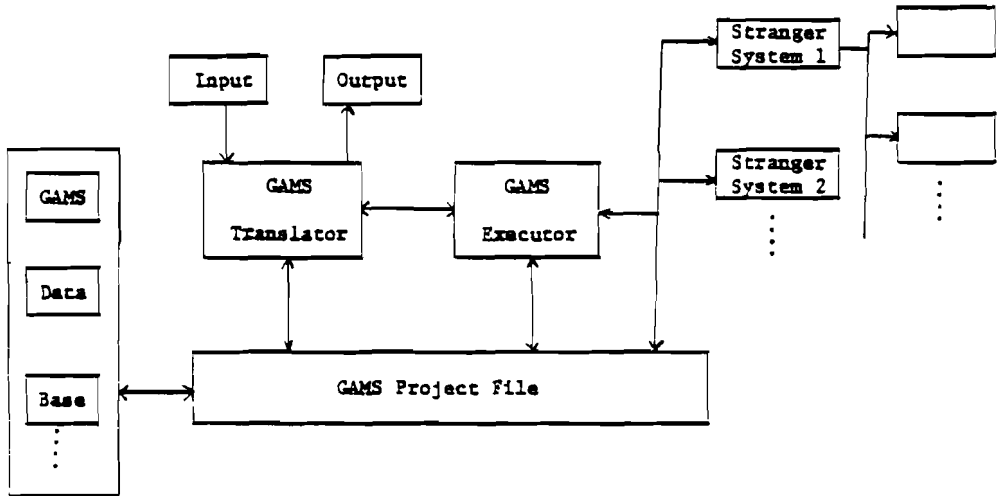 Stranger
System 1
Input
Output
Stranger
System 2
GAMS
Translator
GAMS
Executor
GAMS
Data
Base
GAMS Project File